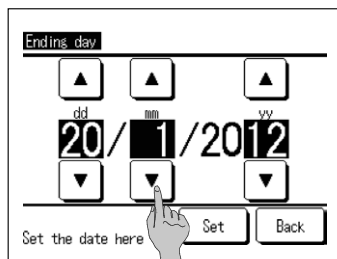 Ending day
dd mm yy
20/ 1/2012
Set the date here
Set
Back